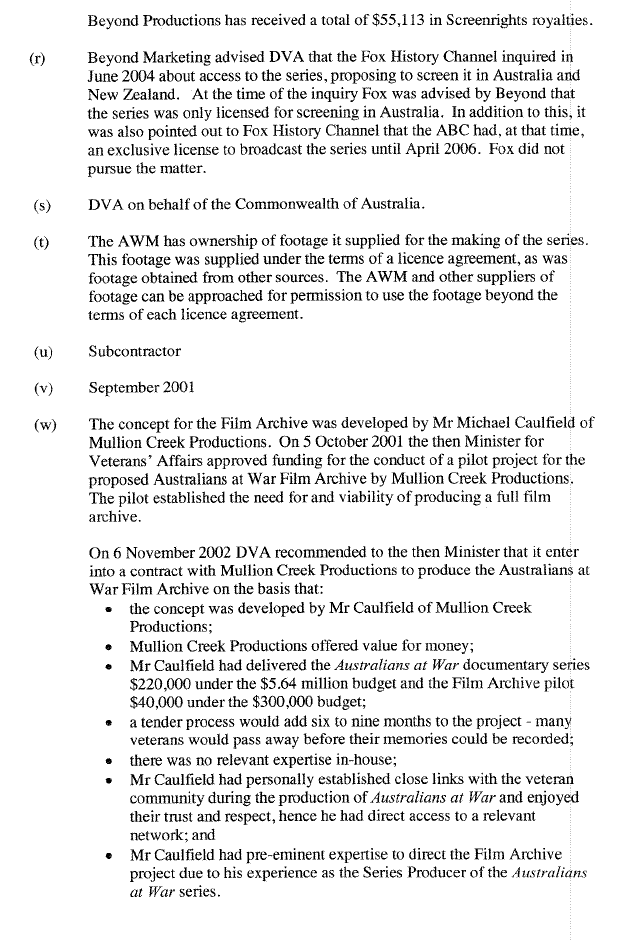 Beyond Productions has received a total of $55,113 in Screenrights royalties.
(r) Beyond Marketing advised DVA that the Fox History Channel inquired in
June 2004 about access to the series, proposing to screen it in Australia and
New Zealand. At the time of the inquiry Fox was advised by Beyond that
the series was only licensed for screening in Australia. In addition to this, it
was also pointed out to Fox History Channel that the ABC had, at that time,
an exclusive license to broadcast the series until April 2006. Fox did not
pursue the matter.
(s) DVA on behalf of the Commonwealth of Australia.
(t) The AWM has ownership of footage it supplied for the making of the series.
This footage was supplied under the terms of a licence agreement, as was
footage obtained from other sources. The AWM and other suppliers of
footage can be approached for permission to use the footage beyond the
terms of each licence agreement.
(u) Subcontractor
(v) September 2001
(w) The concept for the Film Archive was developed by Mr Michael Caulfield of
Mullion Creek Productions. On 5 October 2001 the then Minister for
Veterans' Affairs approved funding for the conduct of a pilot project for the
proposed Australians at War Film Archive by Mullion Creek Productions.
The pilot established the need for and viability of producing a full film
archive.
On 6 November 2002 DVA recommended to the then Minister that it enter
into a contract with Mullion Creek Productions to produce the Australians at
War Film Archive on the basis that:
• the concept was developed by Mr Caulfield of Mullion Creek
Productions;
• Mullion Creek Productions offered value for money;
• Mr Caulfield had delivered the Australians at War documentary series
$220,000 under the $5.64 million budget and the Film Archive pilot
$40,000 under the $300,000 budget;
• a tender process would add six to nine months to the project - many
veterans would pass away before their memories could be recorded;
• there was no relevant expertise in-house;
• Mr Caulfield had personally established close links with the veteran
community during the production of Australians at War and enjoyed
their trust and respect, hence he had direct access to a relevant
network; and
• Mr Caulfield had pre-eminent expertise to direct the Film Archive
project due to his experience as the Series Producer of the Australians
at War series.